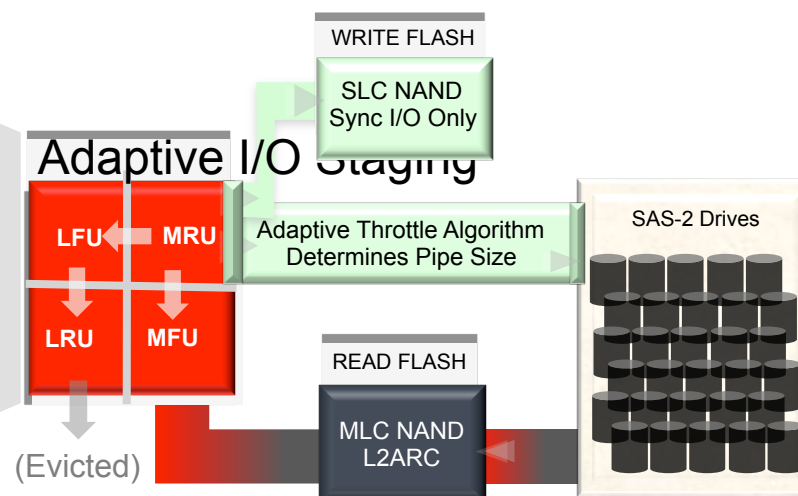 WRITE FLASH
SLC NAND
Sync I/O Only
Adaptive I/O Staging
SAS-2 Drives
LFU
MRU
Adaptive Throttle Algorithm
Determines Pipe Size
LRU
MFU
READ FLASH
MLC NAND
L2ARC
(Evicted)